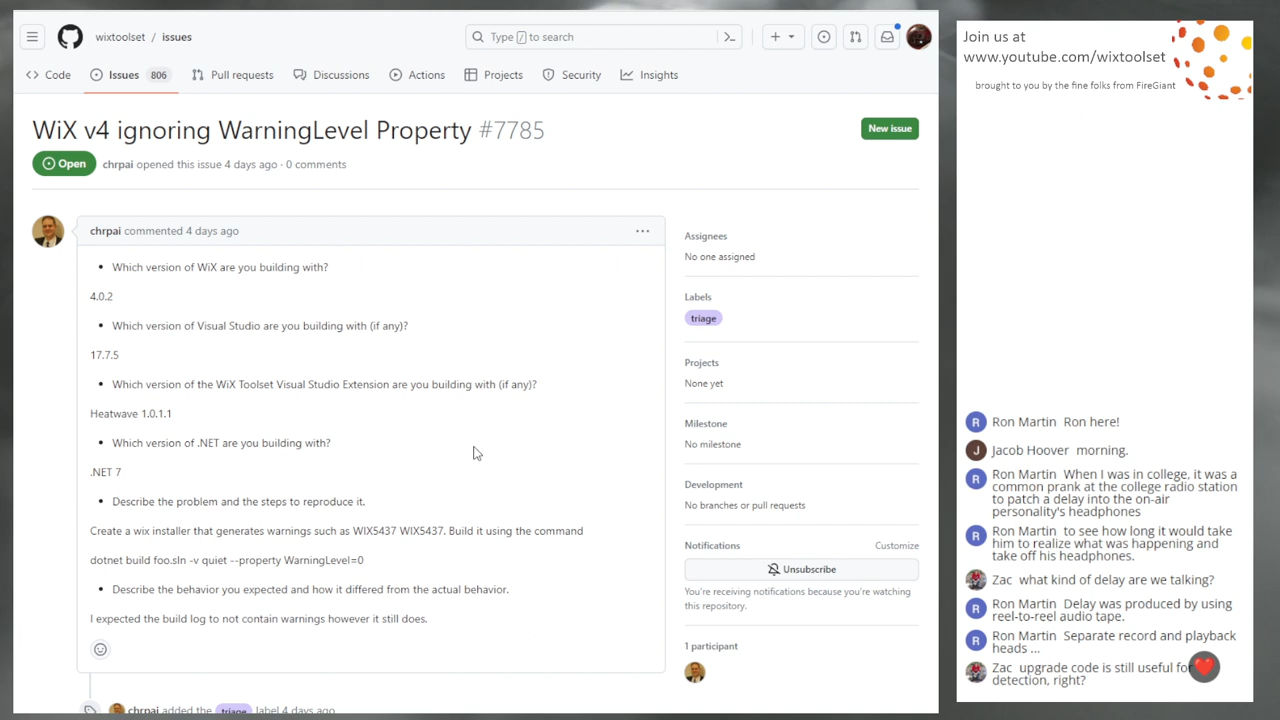 wixtoolset / issues
Type / to search
Code
Issues 806
Pull requests
Discussions
Actions
Projects
Security
Insights
WiX v4 ignoring WarningLevel Property #7785
New issue
Open
chrpai opened this issue 4 days ago · 0 comments
chrpai commented 4 days ago
• Which version of WiX are you building with?
4.0.2
• Which version of Visual Studio are you building with (if any)?
17.7.5
• Which version of the WiX Toolset Visual Studio Extension are you building with (if any)?
Heatwave 1.0.1.1
• Which version of .NET are you building with?
.NET 7
• Describe the problem and the steps to reproduce it.
Create a wix installer that generates warnings such as WIX5437 WIX5437. Build it using the command
dotnet build foo.sln -v quiet --property WarningLevel=0
• Describe the behavior you expected and how it differed from the actual behavior.
I expected the build log to not contain warnings however it still does.
chrpai added the triage label 4 days ago
Assignees
No one assigned
Labels
triage
Projects
None yet
Milestone
No milestone
Development
No branches or pull requests
Notifications
Customize
Unsubscribe
You're receiving notifications because you're watching
this repository.
1 participant
Join us at
www.youtube.com/wixtoolset
brought to you by the fine folks from FireGiant
R Ron Martin Ron here!
J Jacob Hoover morning.
R Ron Martin When I was in college, it was a
common prank at the college radio station
to patch a delay into the on-air
personality's headphones
R Ron Martin to see how long it would take
him to realize what was happening and
take off his headphones.
Zac what kind of delay are we talking?
R Ron Martin Delay was produced by using
reel-to-reel audio tape.
R Ron Martin Separate record and playback
heads ...
Zac upgrade code is still useful for
detection, right?